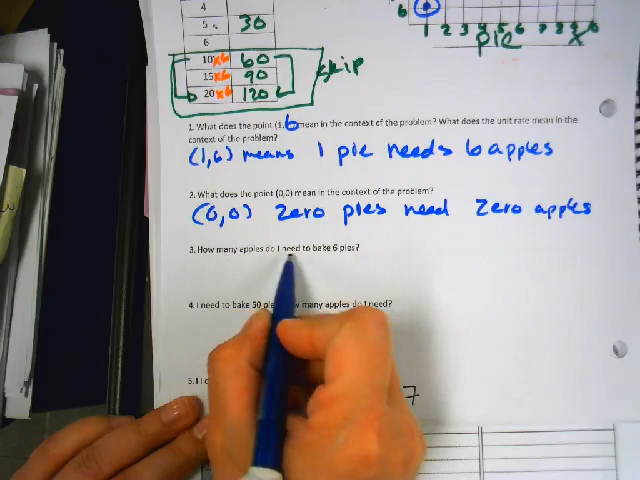 4
5 30
6
10 x6 60
15 x6 90 skip
20 x6 120
6
1 2 3 4 5 6 7 8 9
pie x
1. What does the point (1,6 mean in the context of the problem? What does the unit rate mean in the
context of the problem?
(1,6) means 1 pie needs 6 apples
2. What does the point (0,0) mean in the context of the problem?
(0,0) zero pies need zero apples
3. How many apples do I need to bake 6 pies?
4. I need to bake 50 many apples do I need?
5. I
7